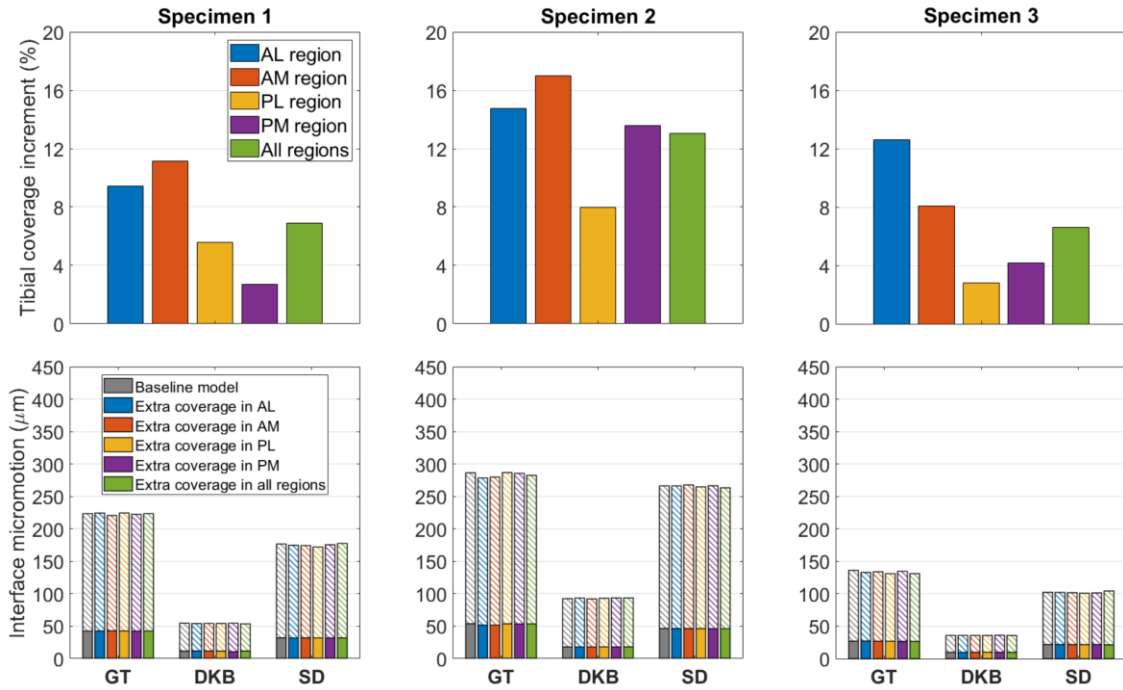 Specimen 1
Specimen 2
Specimen 3
Tibial coverage increment (%)
20
16
12
8
4
0
AL region
AM region
PL region
PM region
All regions
20
16
12
8
4
0
20
16
12
8
4
0
Interface micromotion (μm)
450
400
350
300
250
200
150
100
50
0
Baseline model
Extra coverage in AL
Extra coverage in AM
Extra coverage in PL
Extra coverage in PM
Extra coverage in all regions
GT DKB SD
450
400
350
300
250
200
150
100
50
0
GT DKB SD
450
400
350
300
250
200
150
100
50
0
GT DKB SD